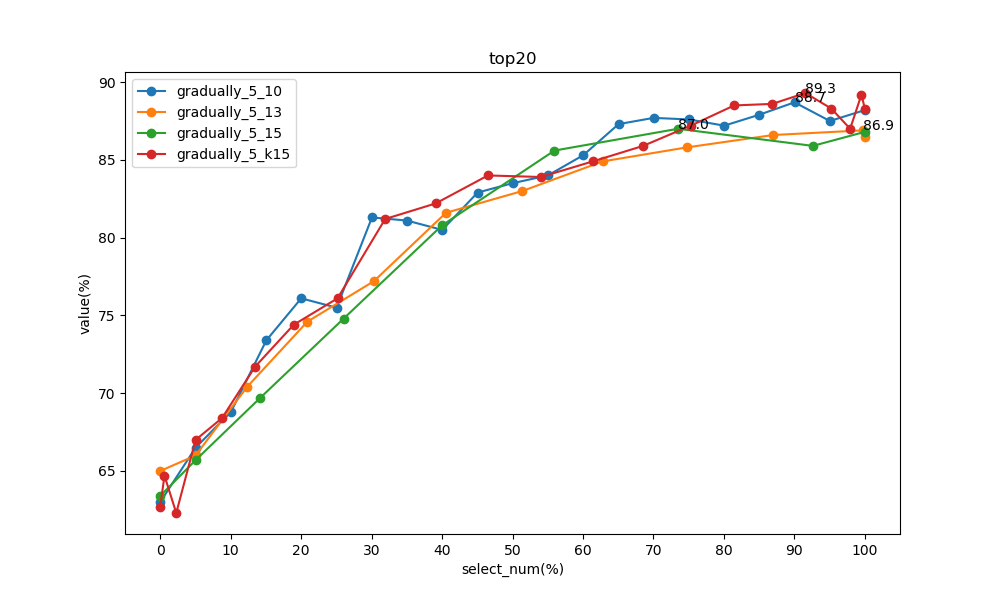 top20
gradually_5_10
gradually_5_13
gradually_5_15
gradually_5_k15
89.3
88.7
87.0
86.9
value(%)
90
85
80
75
70
65
0 10 20 30 40 50 60 70 80 90 100
select_num(%)